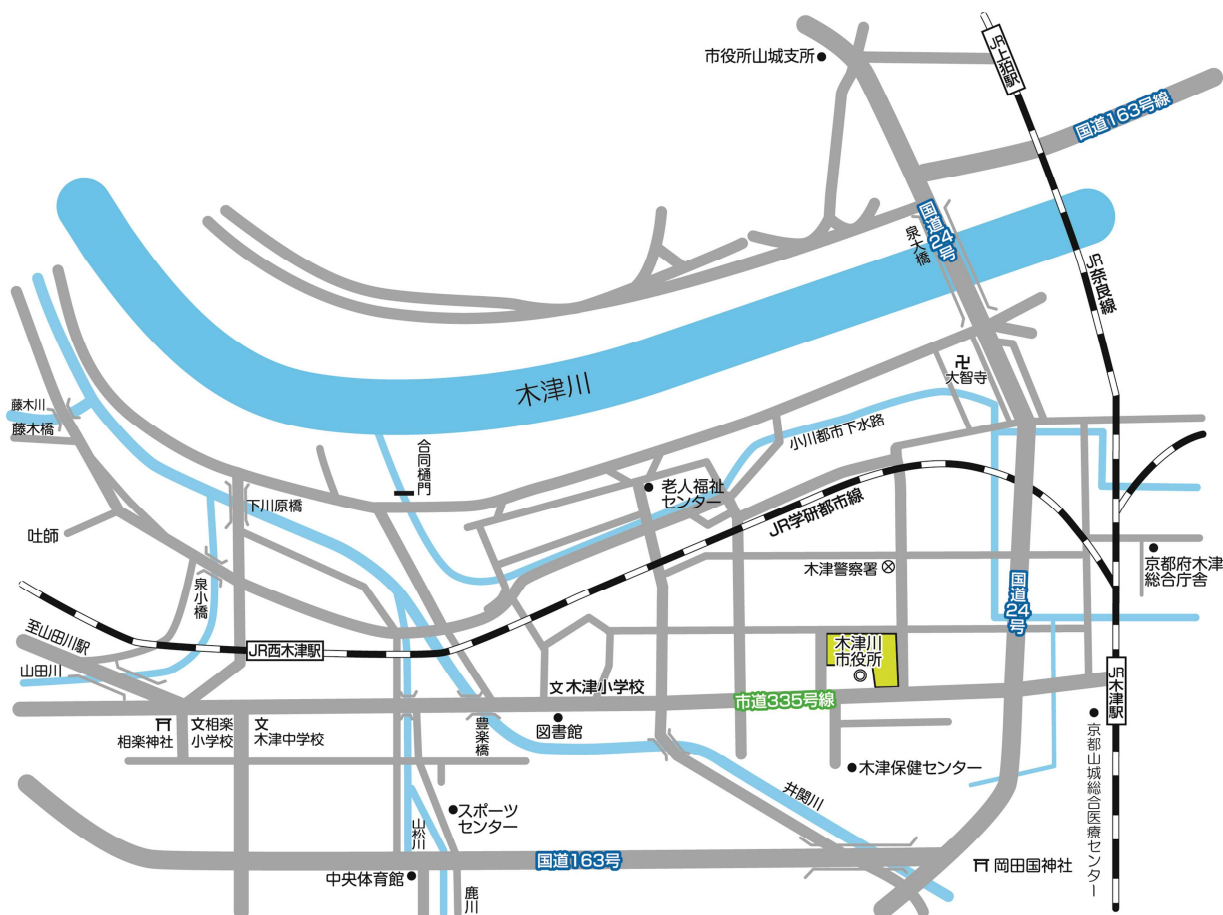 市役所山城支所
JR上狛駅
国道163号線
国道24号
泉大橋
JR奈良線
木津川
大智寺
藤木川
藤木橋
合同樋門
小川都市下水路
下川原橋
老人福祉
センター
JR学研都市線
吐師
泉小橋
木津警察署
京都府木津
総合庁舎
国道24号
至山田川駅
JR西木津駅
山田川
木津川
市役所
文木津小学校
市道335号線
JR木津駅
相楽神社
文相楽
小学校
文
木津中学校
豊楽橋
図書館
木津保健センター
京都山城総合医療センター
井関川
スポーツ
センター
山松川
国道163号
中央体育館
鹿川
岡田国神社